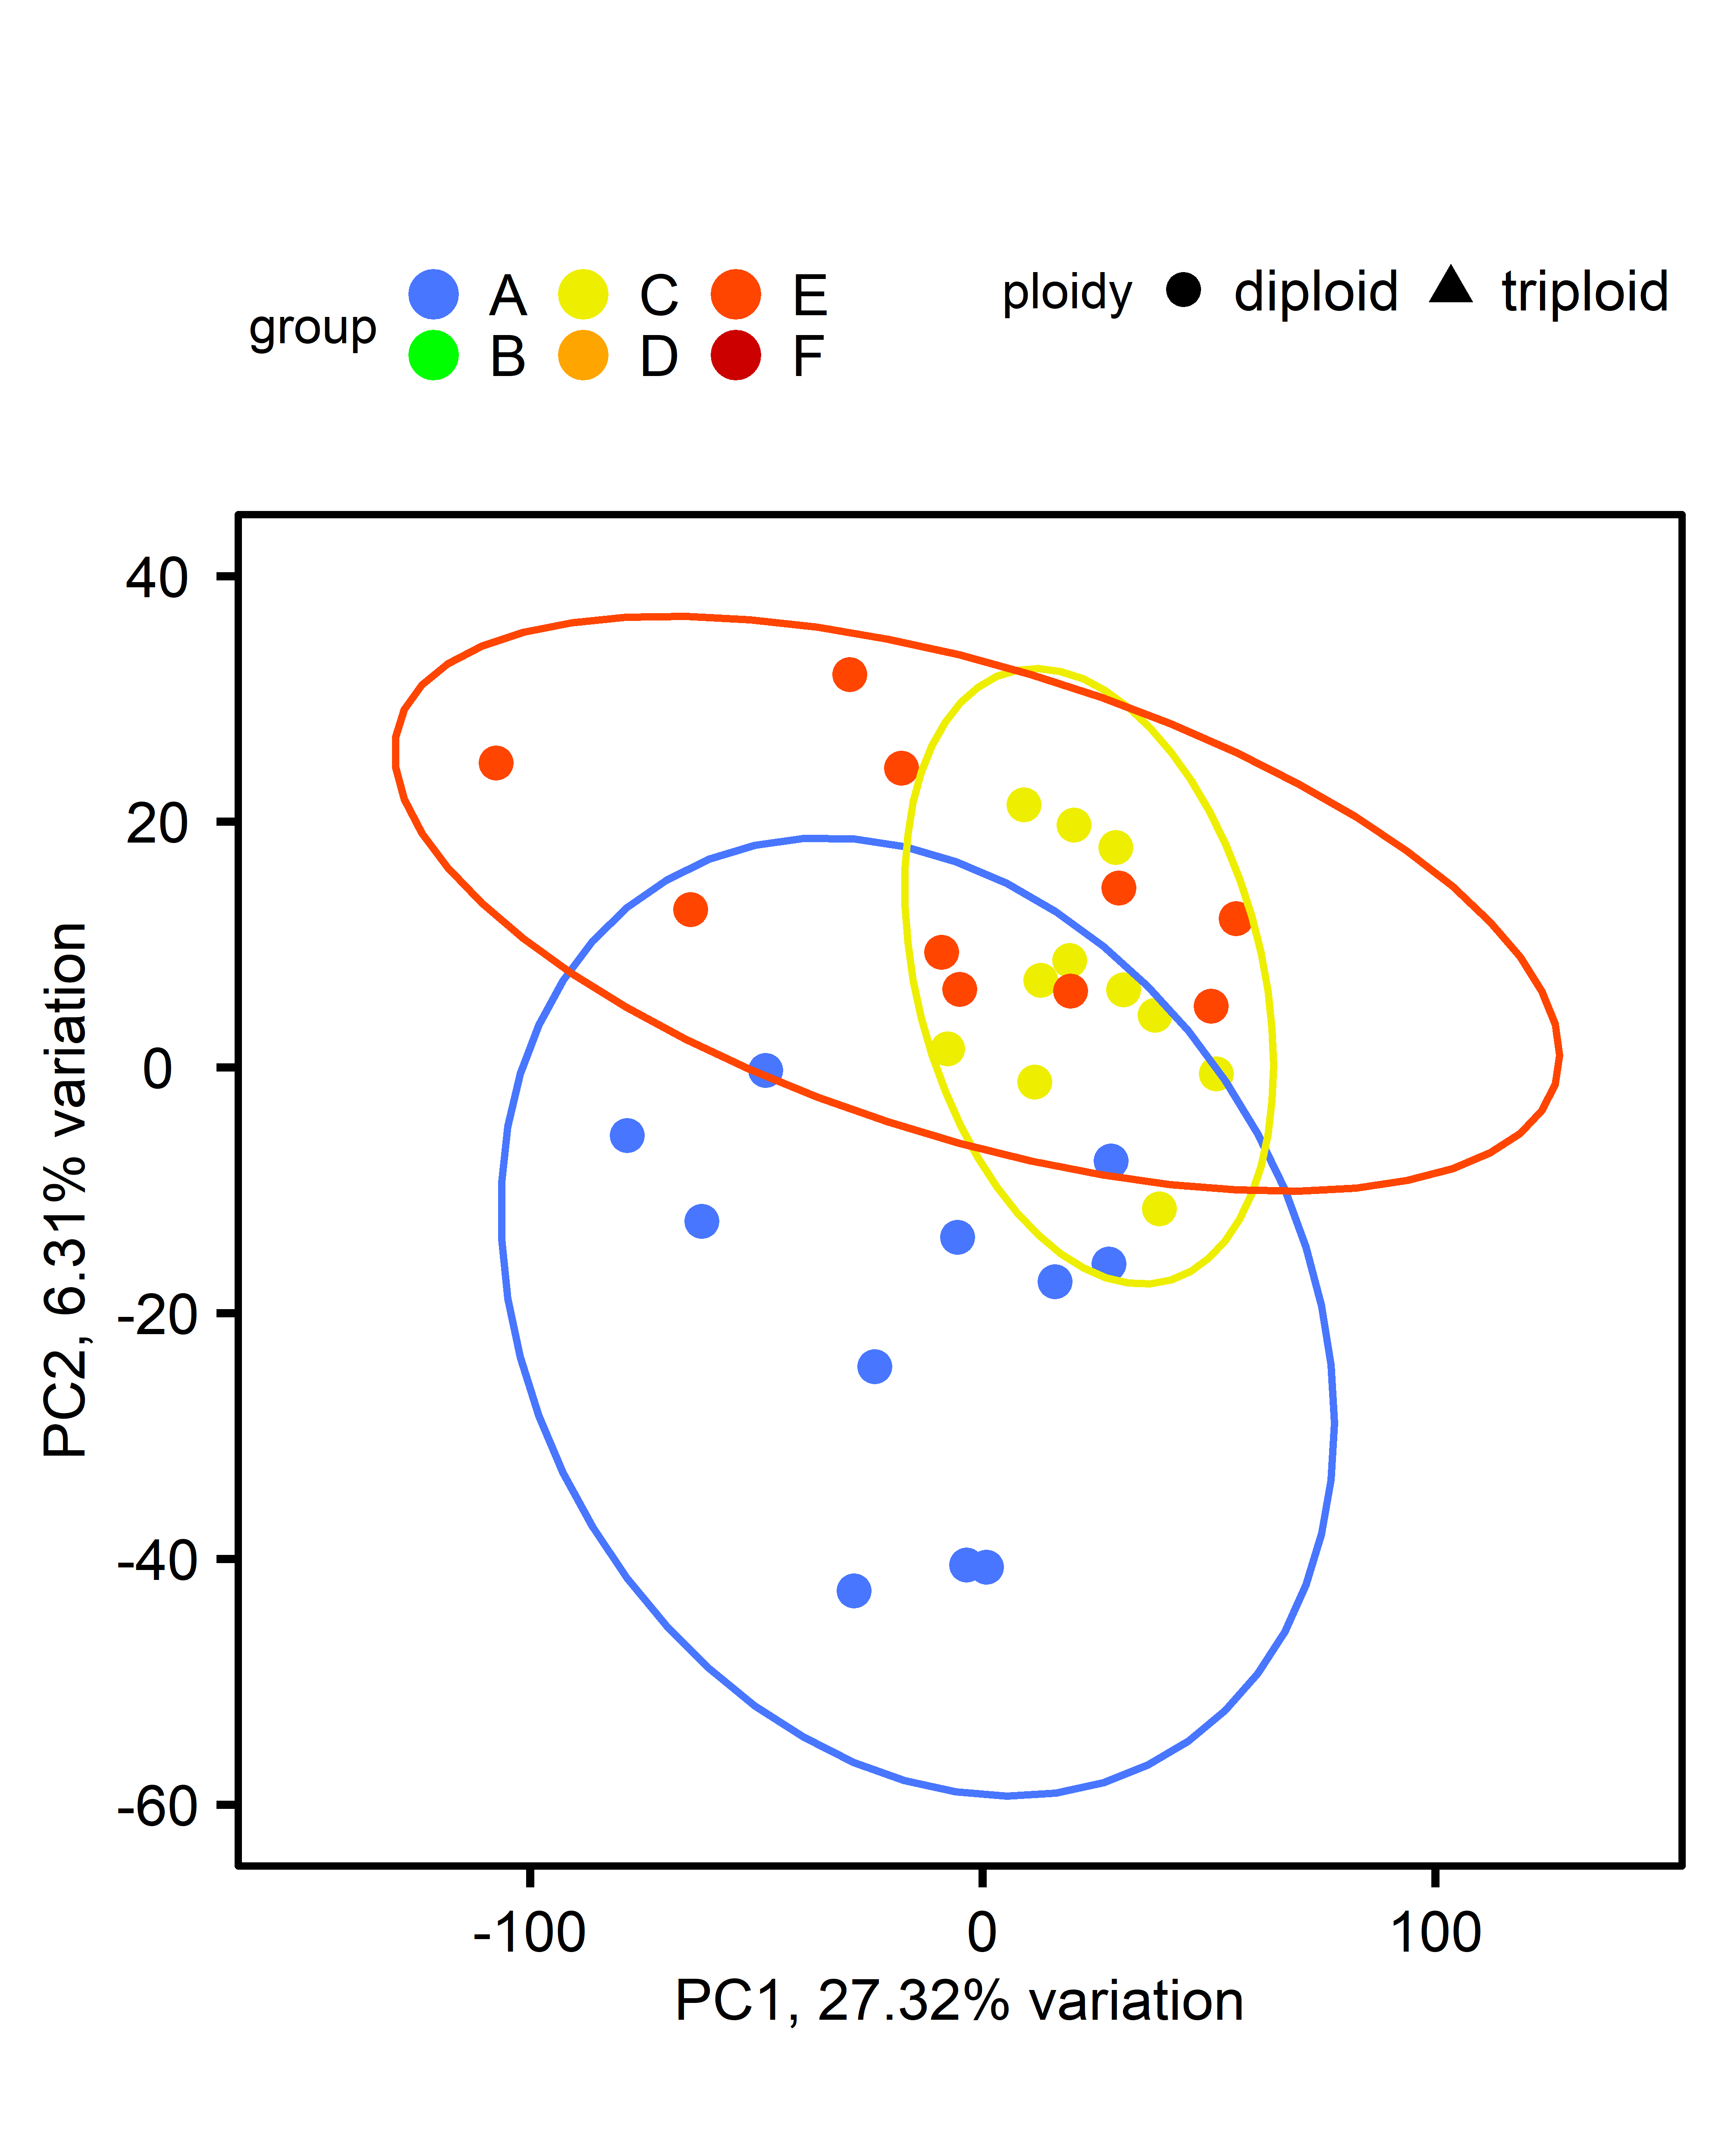 group A C E
B D F
ploidy diploid triploid
40
20
0
-20
-40
-60
PC2, 6.31% variation
-100 0 100
PC1, 27.32% variation